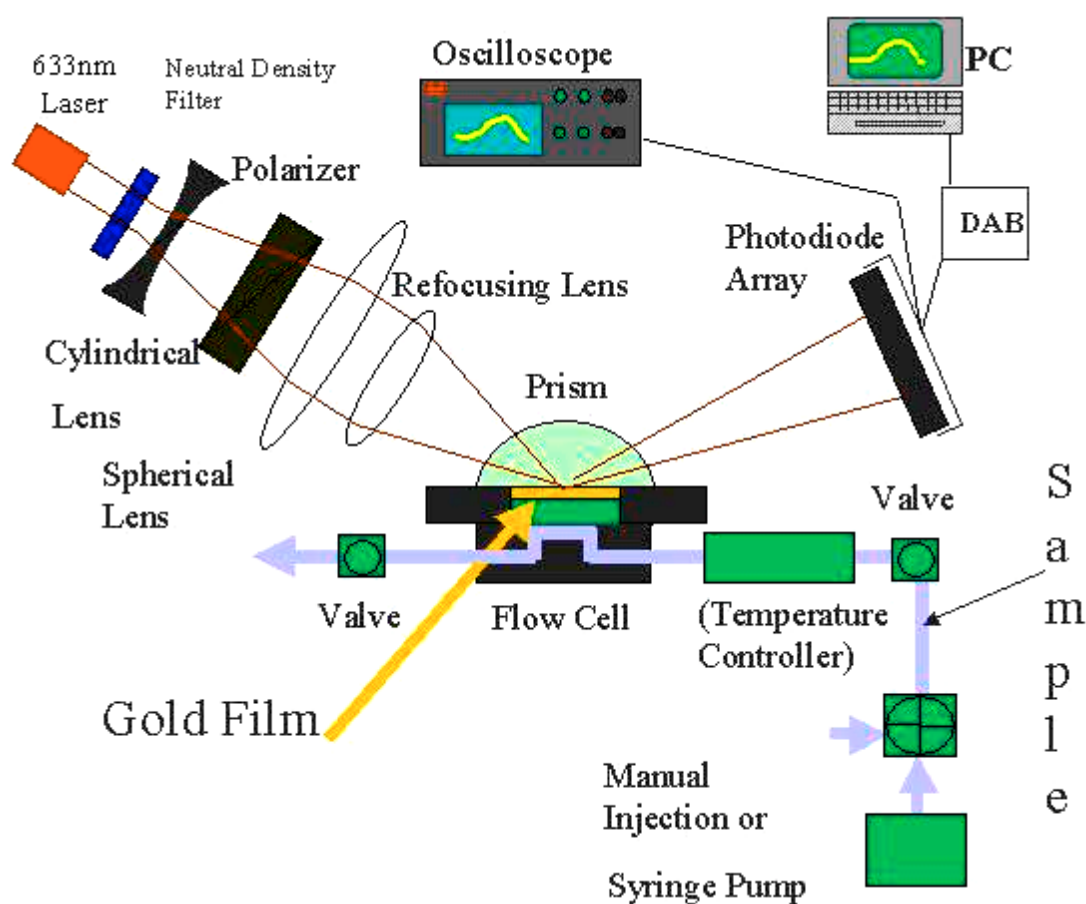 633nm
Laser
Neutral Density
Filter
Polarizer
Oscilloscope
PC
DAB
Photodiode
Array
Refocusing Lens
Cylindrical
Lens
Spherical
Lens
Prism
Valve
Sample
Valve
Flow Cell
(Temperature
Controller)
Gold Film
Manual
Injection or
Syringe Pump